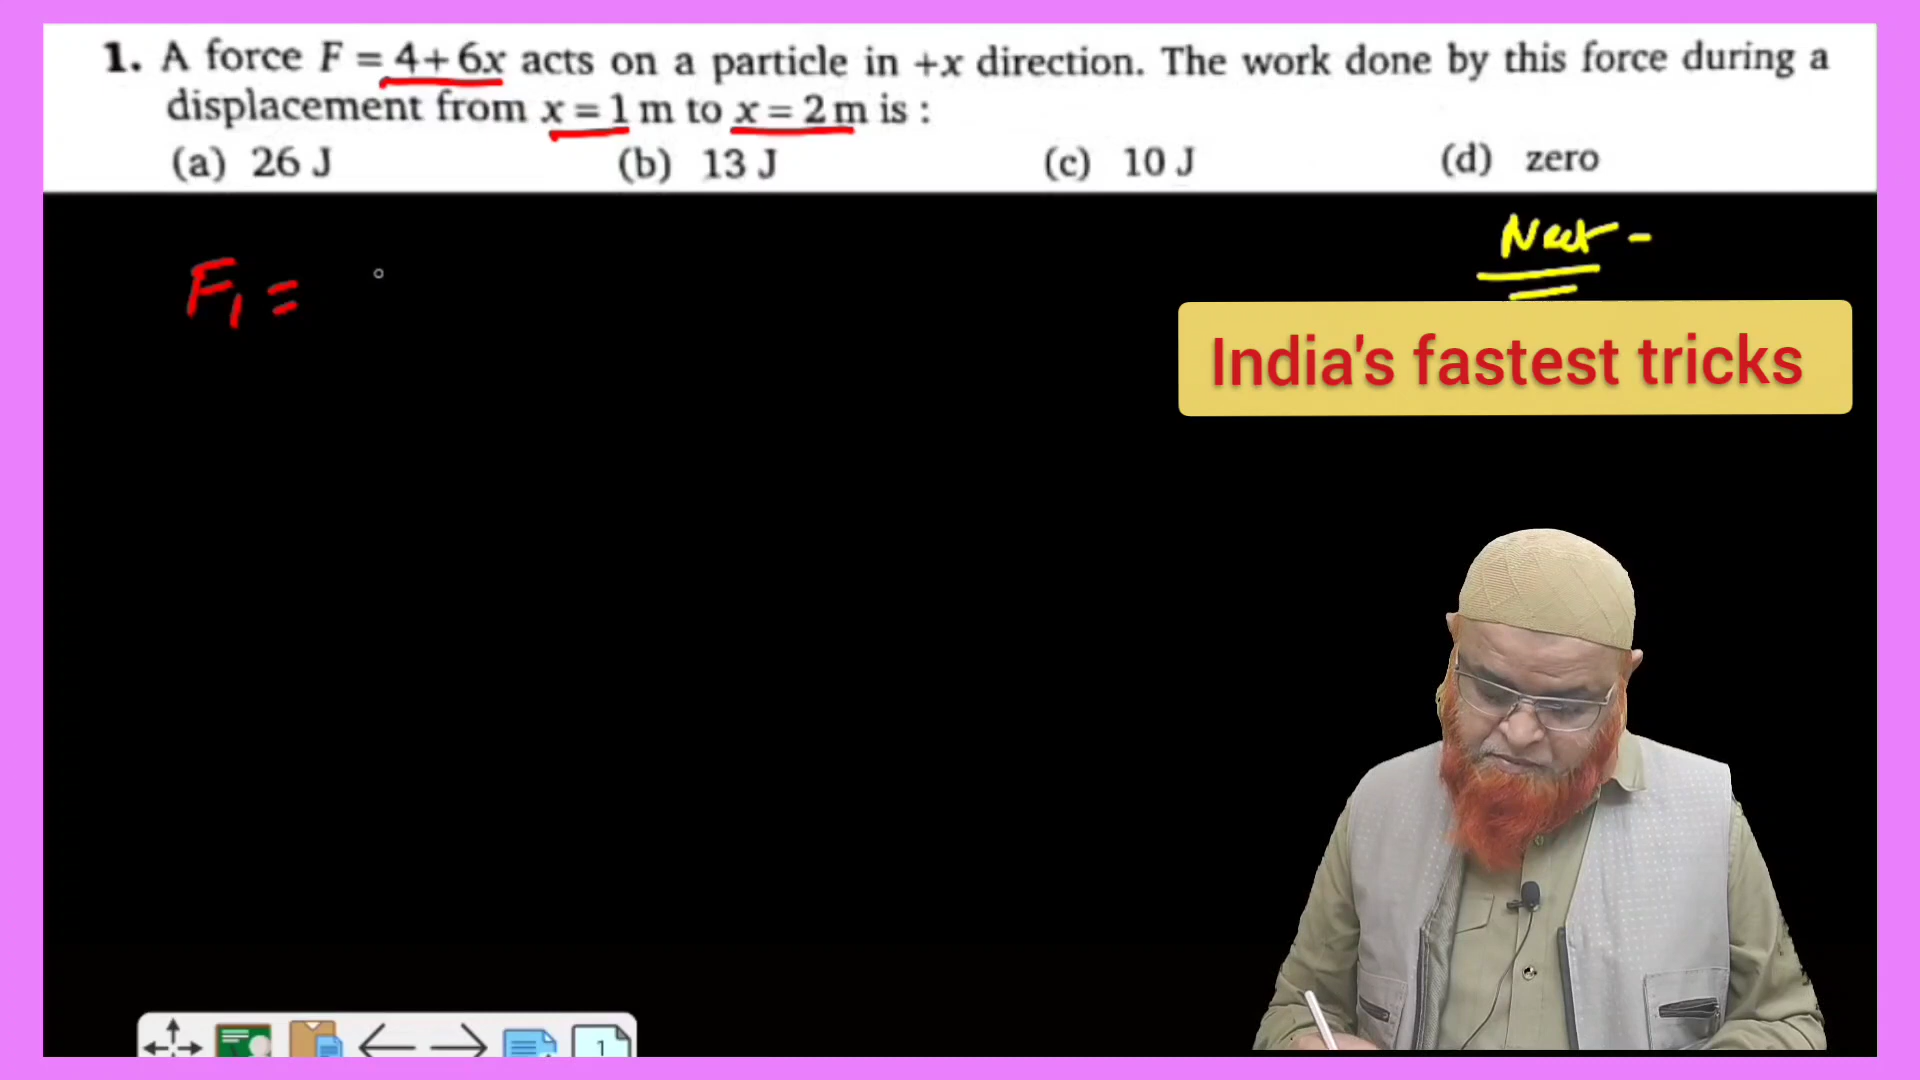 1. A force F = 4+6x acts on a particle in +x direction. The work done by this force during a
displacement from x = 1 m to x = 2 m is :
(a) 26 J (b) 13 J (c) 10 J (d) zero
Neet -
F₁ =
India's fastest tricks
1